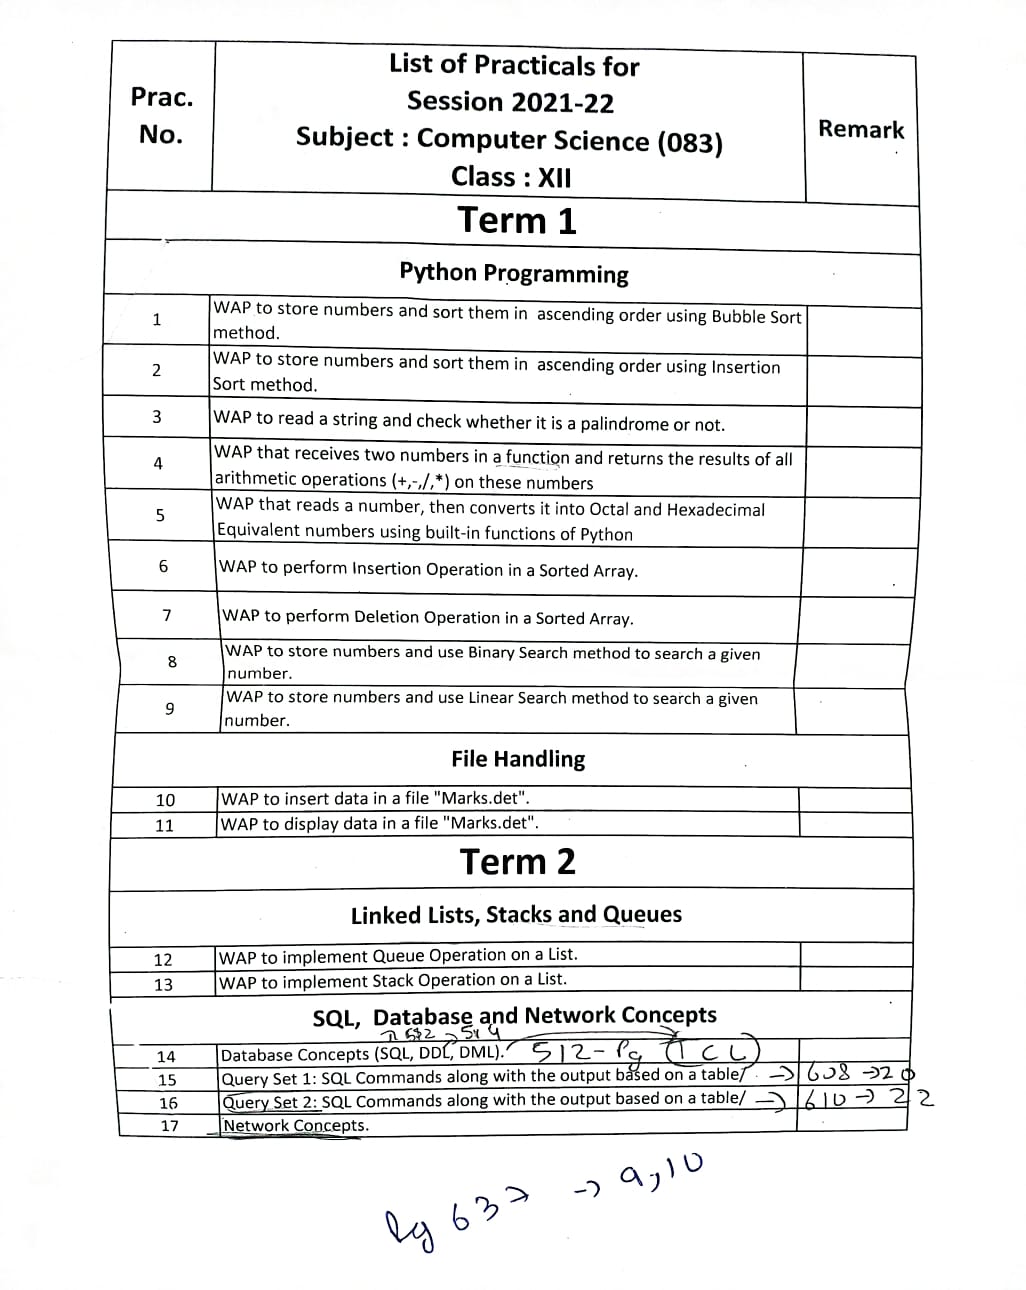 Prac. No.
List of Practicals for
Session 2021-22
Subject : Computer Science (083)
Class : XII
Remark
Term 1
Python Programming
1 WAP to store numbers and sort them in ascending order using Bubble Sort
method.
2 WAP to store numbers and sort them in ascending order using Insertion
Sort method.
3 WAP to read a string and check whether it is a palindrome or not.
4 WAP that receives two numbers in a function and returns the results of all
arithmetic operations (+,-,/,*) on these numbers
5 WAP that reads a number, then converts it into Octal and Hexadecimal
Equivalent numbers using built-in functions of Python
6 WAP to perform Insertion Operation in a Sorted Array.
7 WAP to perform Deletion Operation in a Sorted Array.
8 WAP to store numbers and use Binary Search method to search a given
number.
9 WAP to store numbers and use Linear Search method to search a given
number.
File Handling
10 WAP to insert data in a file "Marks.det".
11 WAP to display data in a file "Marks.det".
Term 2
Linked Lists, Stacks and Queues
12 WAP to implement Queue Operation on a List.
13 WAP to implement Stack Operation on a List.
SQL, Database and Network Concepts
14 Database Concepts (SQL, DDL, DML). 512-Pg (TCL)
15 Query Set 1: SQL Commands along with the output based on a table/ → 608 → 20
16 Query Set 2: SQL Commands along with the output based on a table/ → 610 → 22
17 Network Concepts.
Pg 637 → 9,10